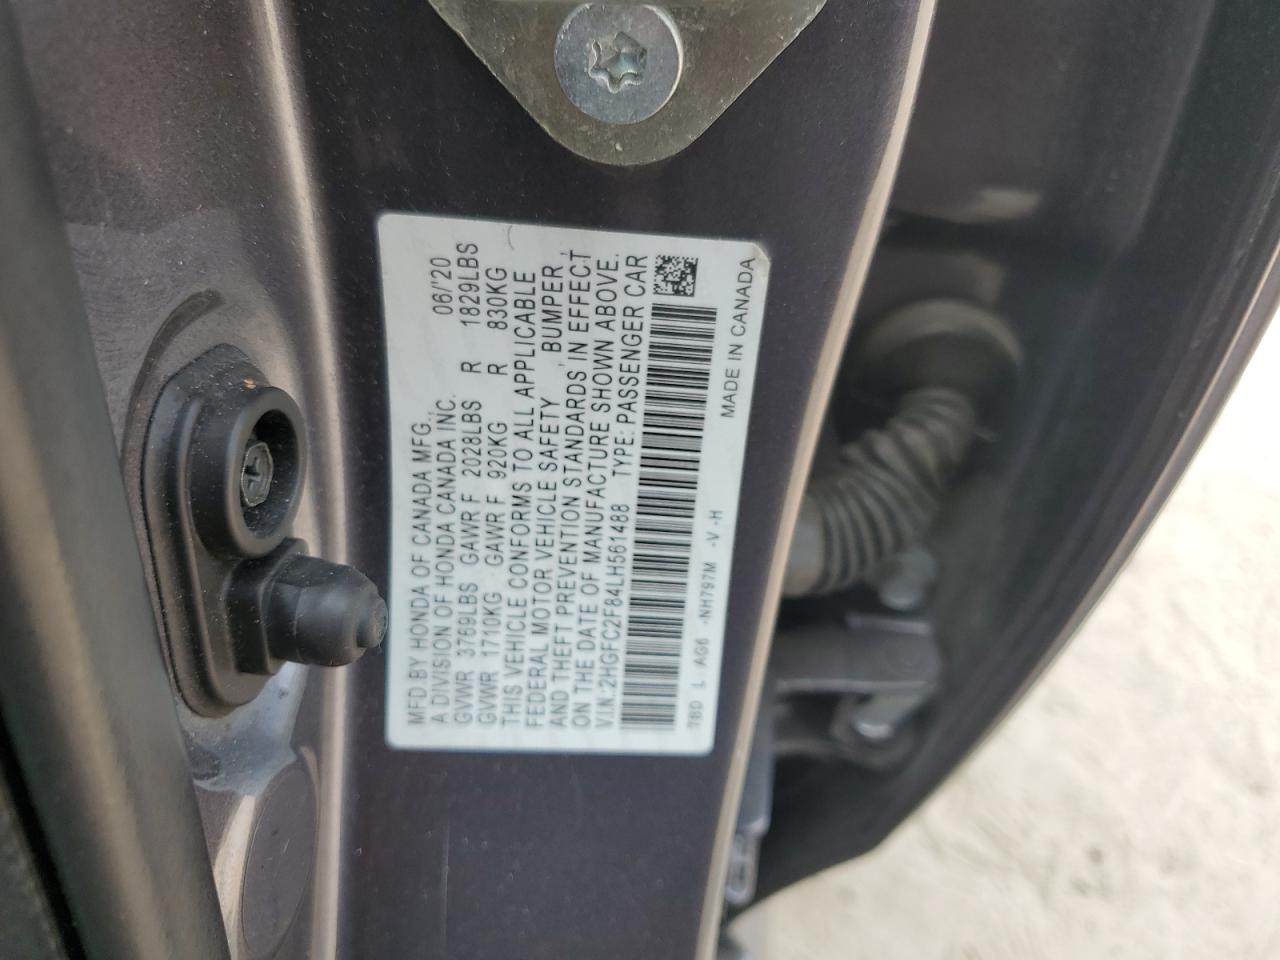 MFD BY HONDA OF CANADA MFG., 06/'20
A DIVISION OF HONDA CANADA INC.
GVWR 3769LBS GAWR F 2028LBS R 1829LBS
GVWR 1710KG GAWR F 920KG R 830KG
THIS VEHICLE CONFORMS TO ALL APPLICABLE
FEDERAL MOTOR VEHICLE SAFETY, BUMPER,
AND THEFT PREVENTION STANDARDS IN EFFECT
ON THE DATE OF MANUFACTURE SHOWN ABOVE.
V.I.N:2HGFC2F84LH561488 TYPE: PASSENGER CAR
TBD L AG6 -NH797M -V -H
MADE IN CANADA